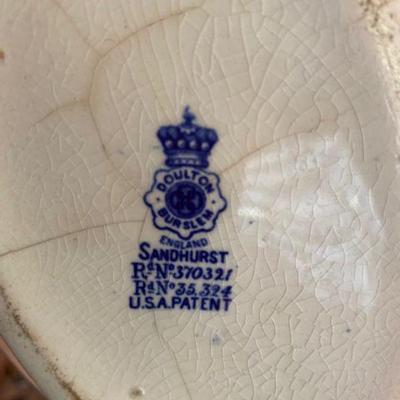 DOULTON
BURSLEM
ENGLAND
SANDHURST
Rd No 370321
Rd No 35,324
U.S.A. PATENT